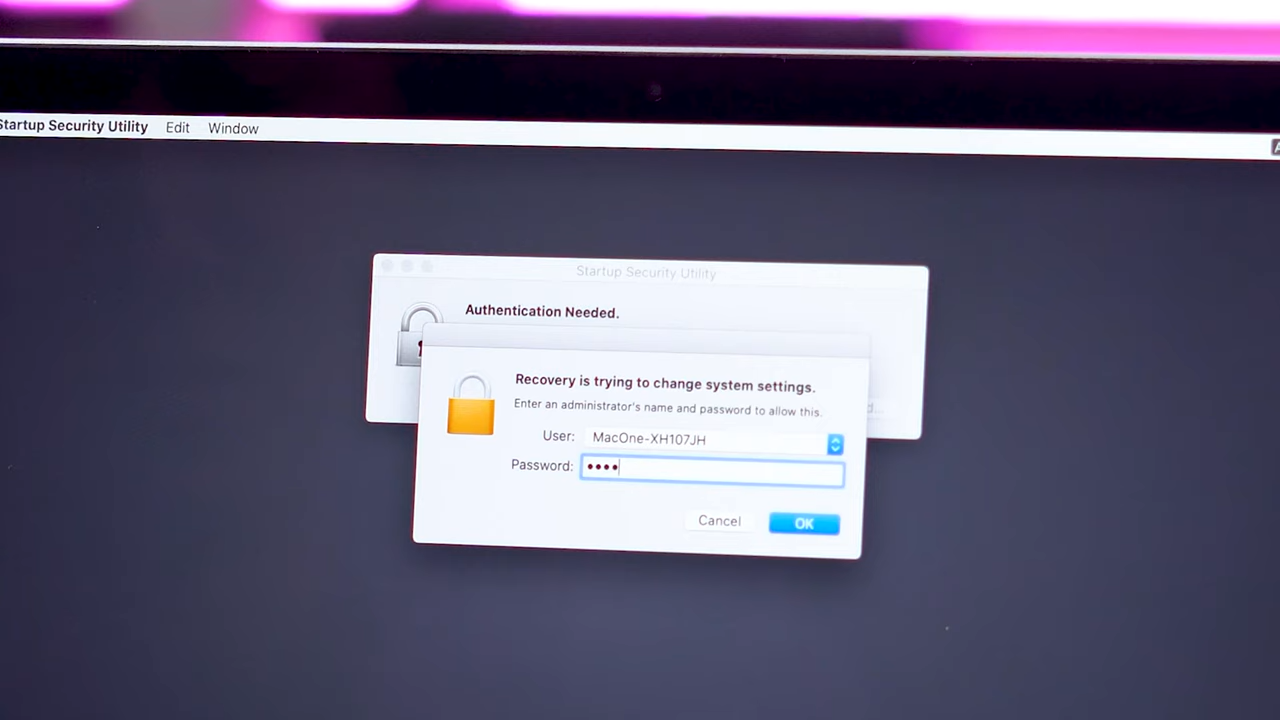 Startup Security Utility Edit Window
Startup Security Utility
Authentication Needed.
Recovery is trying to change system settings.
Enter an administrator's name and password to allow this.
User: MacOne-XH107JH
Password: ••••
Cancel OK